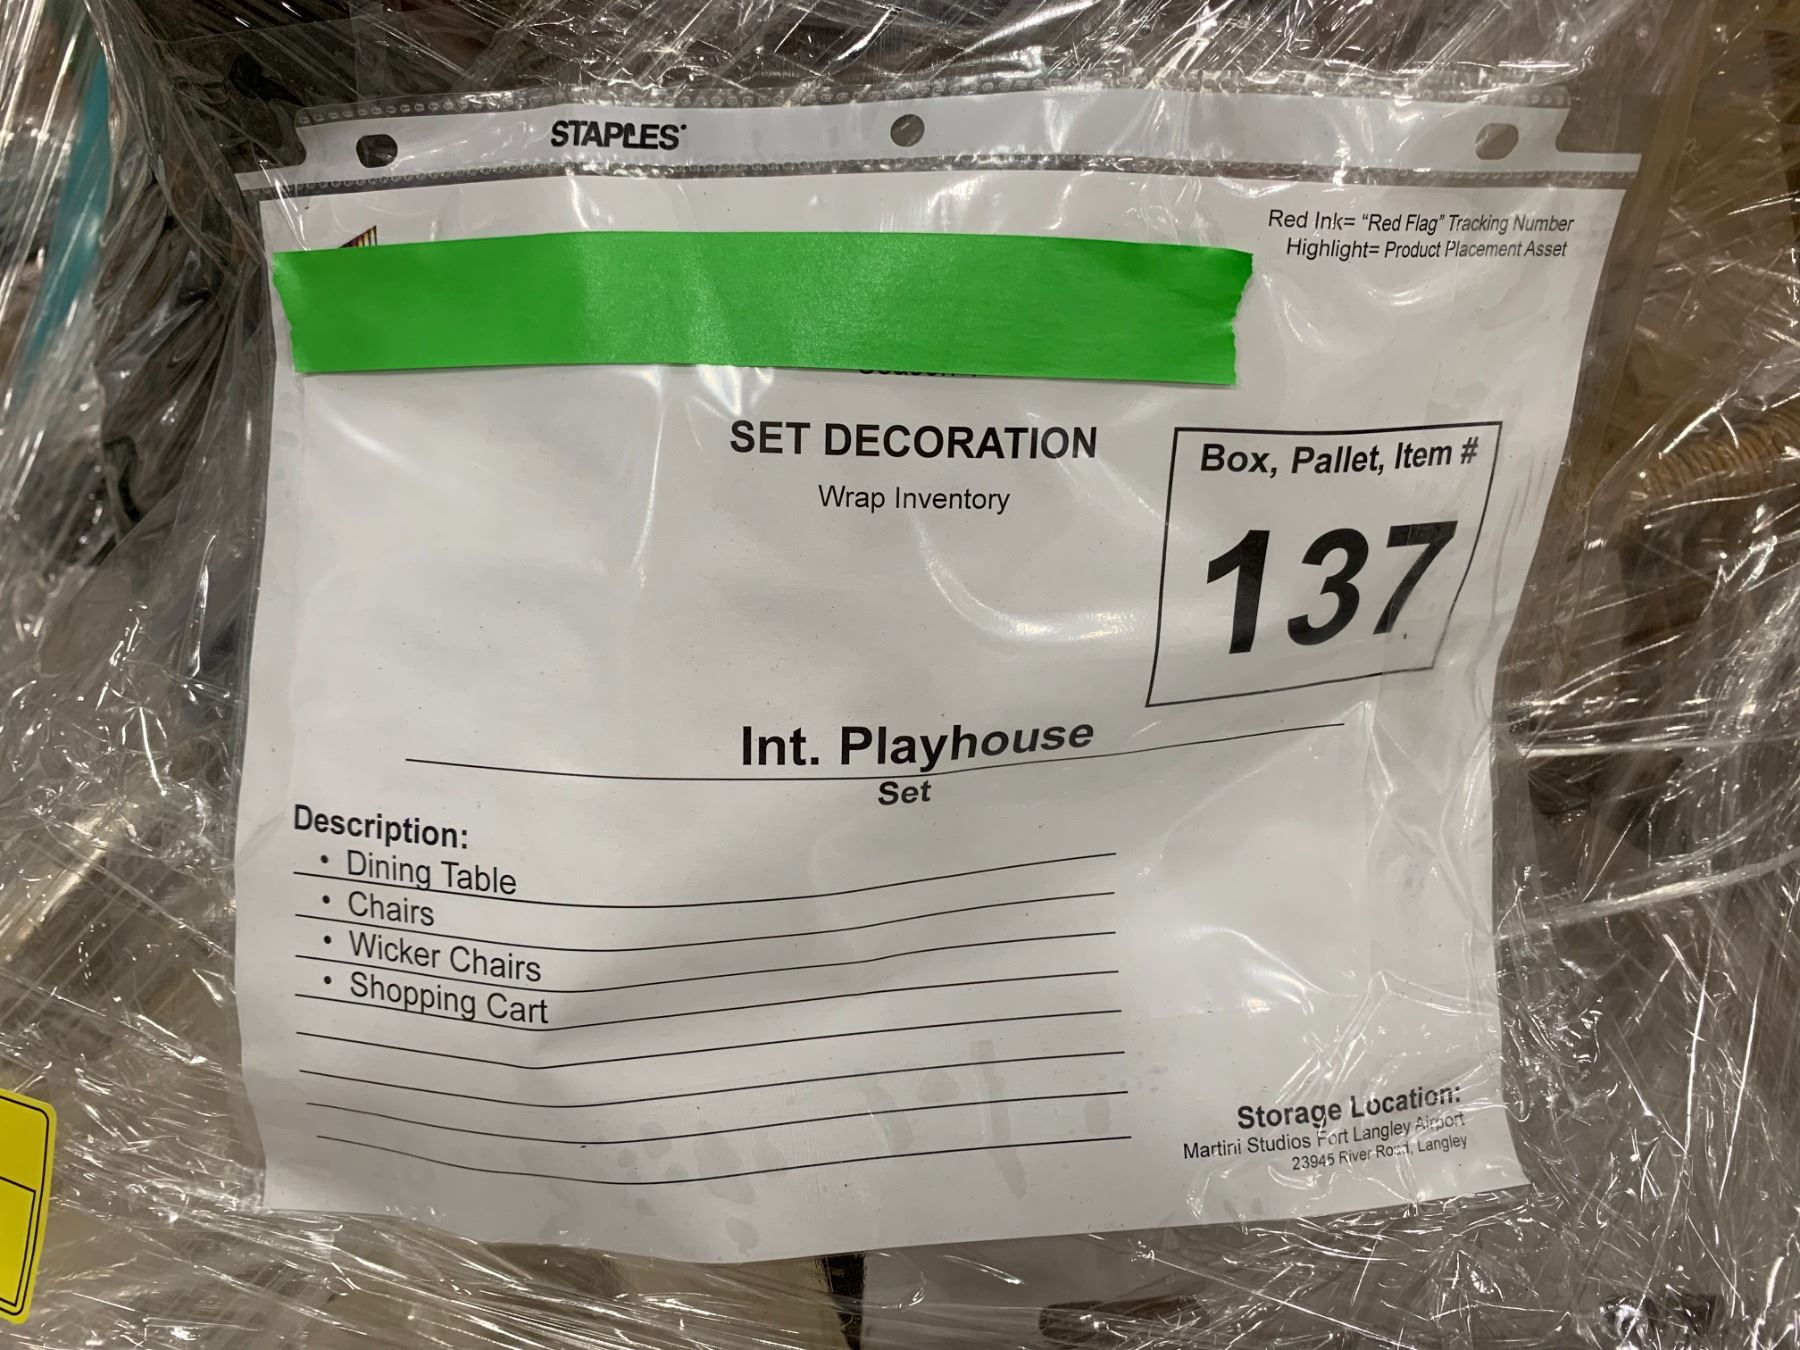 STAPLES
Red Ink= “Red Flag” Tracking Number
Highlight= Product Placement Asset
SET DECORATION
Wrap Inventory
Box, Pallet, Item #
137
Int. Playhouse
Set
Description:
• Dining Table
• Chairs
• Wicker Chairs
• Shopping Cart
Storage Location:
Martini Studios Fort Langley Airport
23945 River Road, Langley